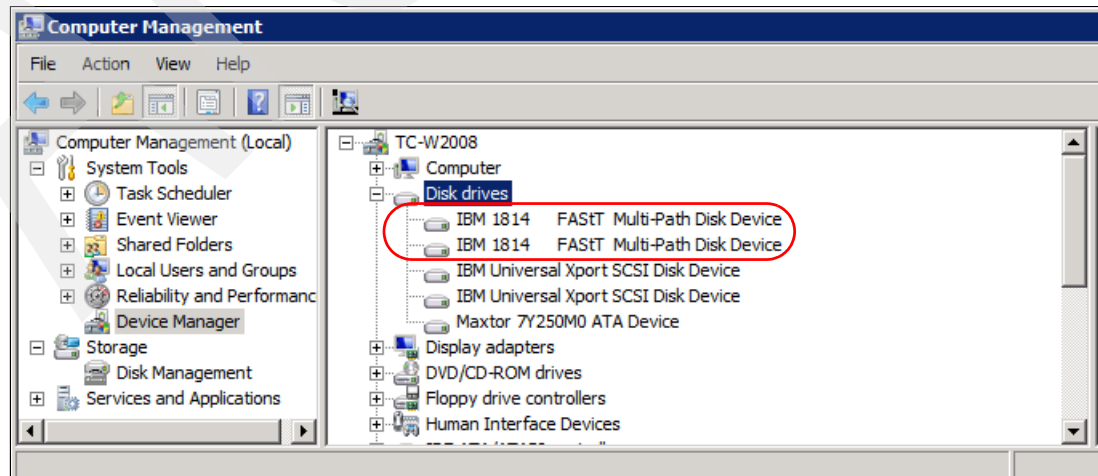 Computer Management
File Action View Help
Computer Management (Local)
System Tools
Task Scheduler
Event Viewer
Shared Folders
Local Users and Groups
Reliability and Performanc
Device Manager
Storage
Disk Management
Services and Applications
TC-W2008
Computer
Disk drives
IBM 1814 FAStT Multi-Path Disk Device
IBM 1814 FAStT Multi-Path Disk Device
IBM Universal Xport SCSI Disk Device
IBM Universal Xport SCSI Disk Device
Maxtor 7Y250M0 ATA Device
Display adapters
DVD/CD-ROM drives
Floppy drive controllers
Human Interface Devices